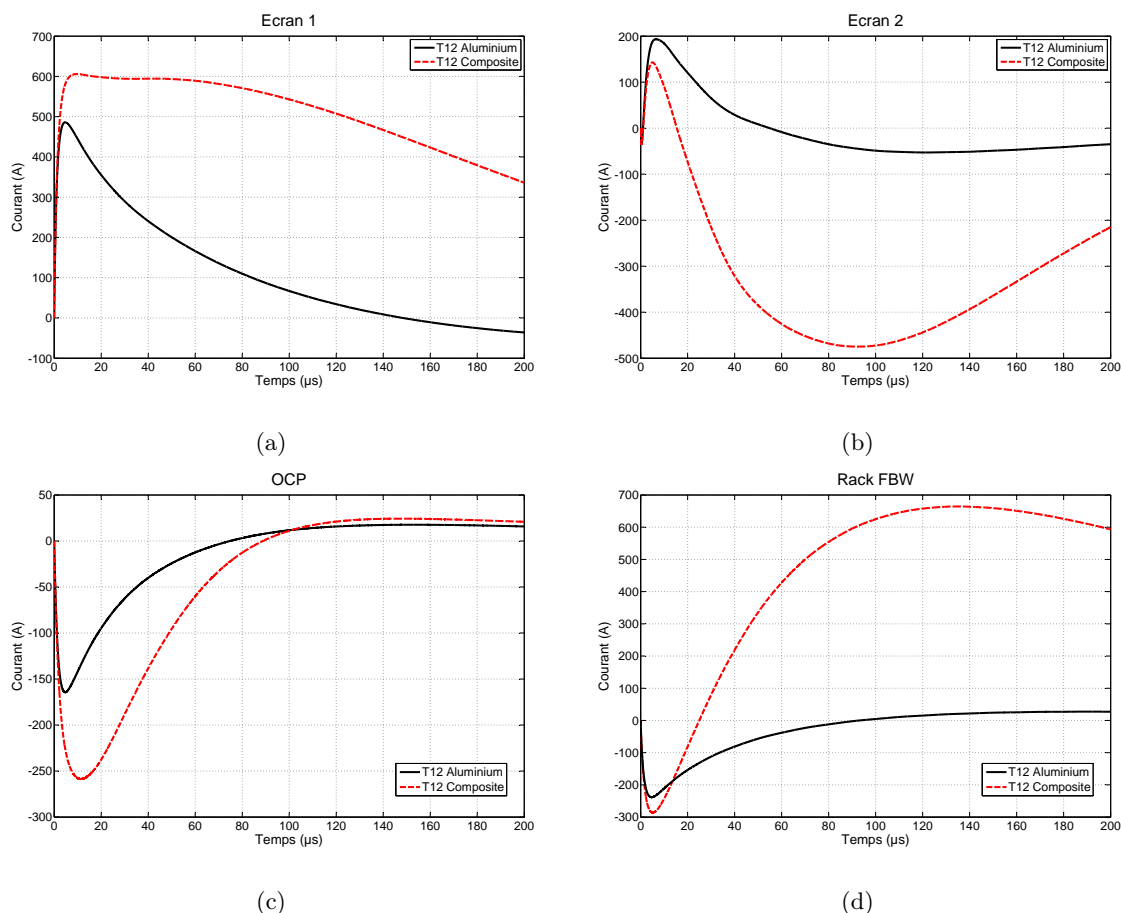 Ecran 1
700
600
500
400
300
200
100
0
-100
Courant (A)
T12 Aluminium
T12 Composite
0 20 40 60 80 100 120 140 160 180 200
Temps (µs)
(a)
Ecran 2
200
100
0
-100
-200
-300
-400
-500
Courant (A)
T12 Aluminium
T12 Composite
0 20 40 60 80 100 120 140 160 180 200
Temps (µs)
(b)
OCP
50
0
-50
-100
-150
-200
-250
-300
Courant (A)
T12 Aluminium
T12 Composite
0 20 40 60 80 100 120 140 160 180 200
Temps (µs)
(c)
Rack FBW
700
600
500
400
300
200
100
0
-100
-200
-300
Courant (A)
T12 Aluminium
T12 Composite
0 20 40 60 80 100 120 140 160 180 200
Temps (µs)
(d)